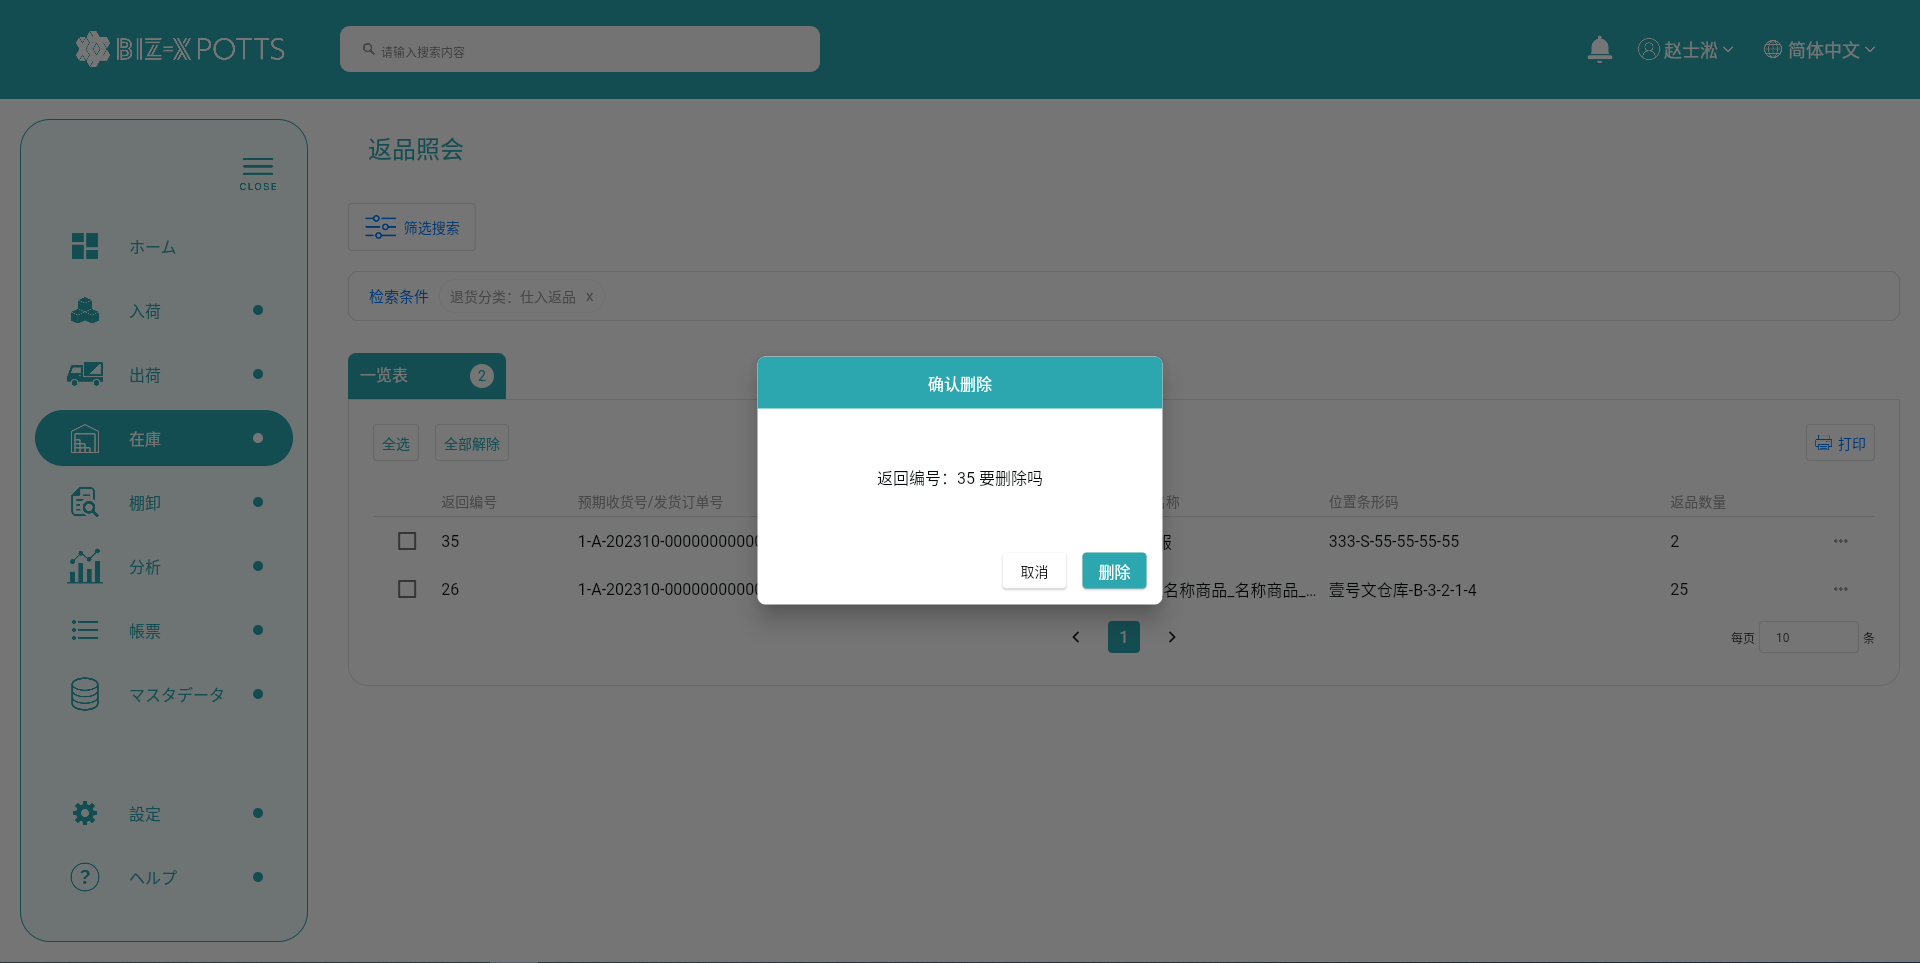 BIZ=X POTTS
请输入搜索内容
赵士淞
简体中文
CLOSE
ホーム
入荷
出荷
在庫
棚卸
分析
帳票
マスタデータ
設定
ヘルプ
返品照会
筛选搜索
检索条件 退货分类：仕入返品 x
一览表 2
全选 全部解除 打印
返回编号 预期收货号/发货订单号 称 位置条形码 返品数量
35 1-A-202310-00000000000 333-S-55-55-55-55 2
26 1-A-202310-00000000000 名称商品_名称商品_... 壹号文仓库-B-3-2-1-4 25
1
每页 10 条
确认删除
返回编号：35 要删除吗
取消 删除